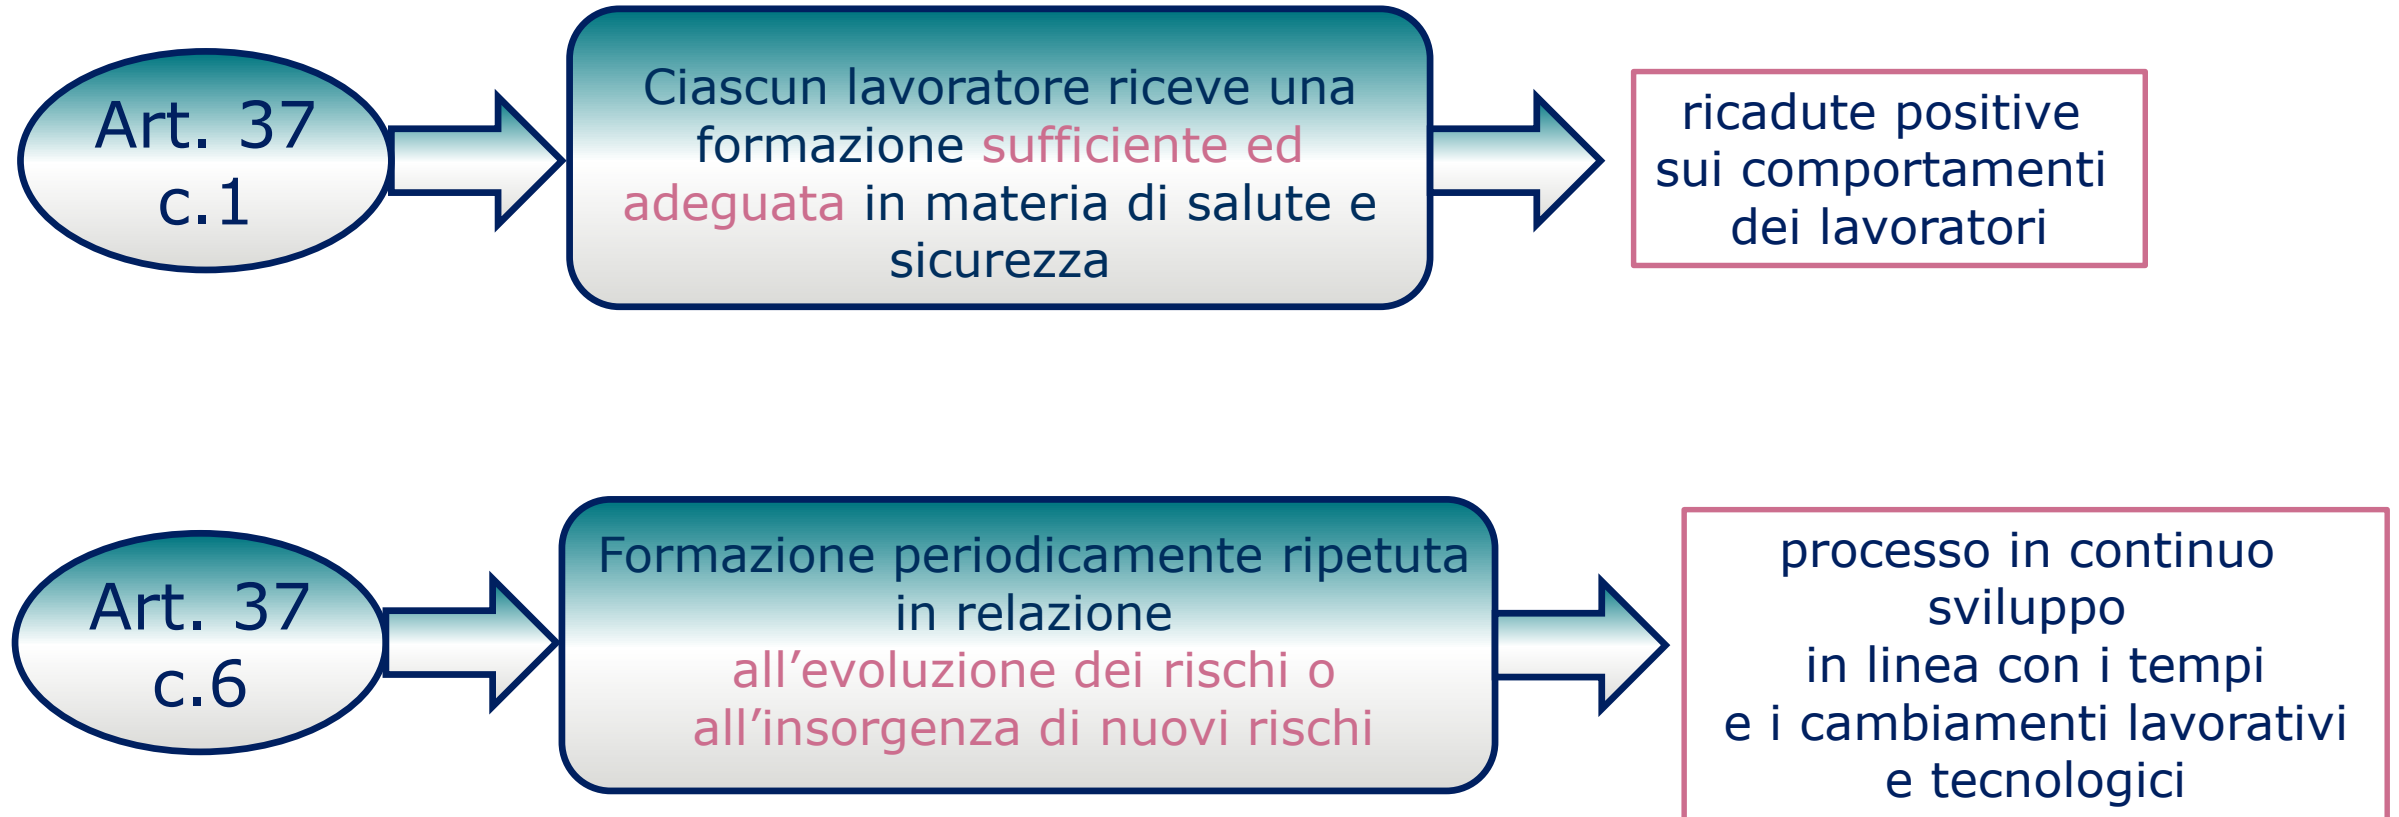 Art. 37
c.1
Ciascun lavoratore riceve una
formazione sufficiente ed
adeguata in materia di salute e
sicurezza
ricadute positive
sui comportamenti
dei lavoratori
Art. 37
c.6
Formazione periodicamente ripetuta
in relazione
all’evoluzione dei rischi o
all’insorgenza di nuovi rischi
processo in continuo
sviluppo
in linea con i tempi
e i cambiamenti lavorativi
e tecnologici